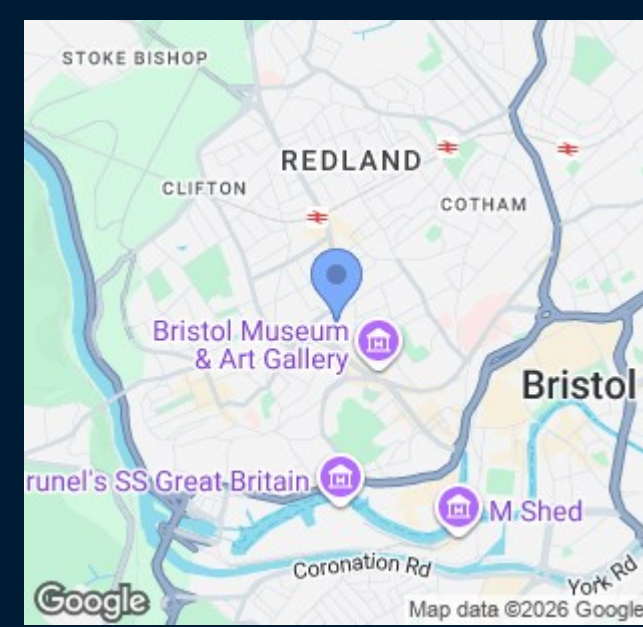 STOKE BISHOP
REDLAND
CLIFTON
COTHAM
Bristol Museum
& Art Gallery
Bristol
runel's SS Great Britain
M Shed
Coronation Rd
York Rd
Google
Map data ©2026 Google